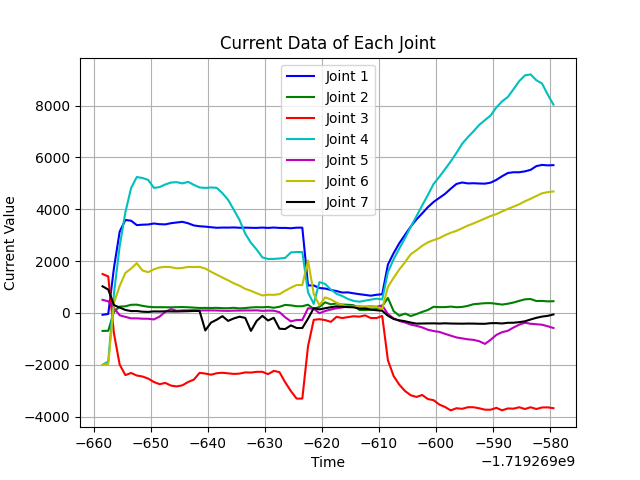 Current Data of Each Joint
Joint 1
Joint 2
Joint 3
Joint 4
Joint 5
Joint 6
Joint 7
8000
6000
4000
2000
0
−2000
−4000
Current Value
−660 −650 −640 −630 −620 −610 −600 −590 −580
Time
−1.719269e9